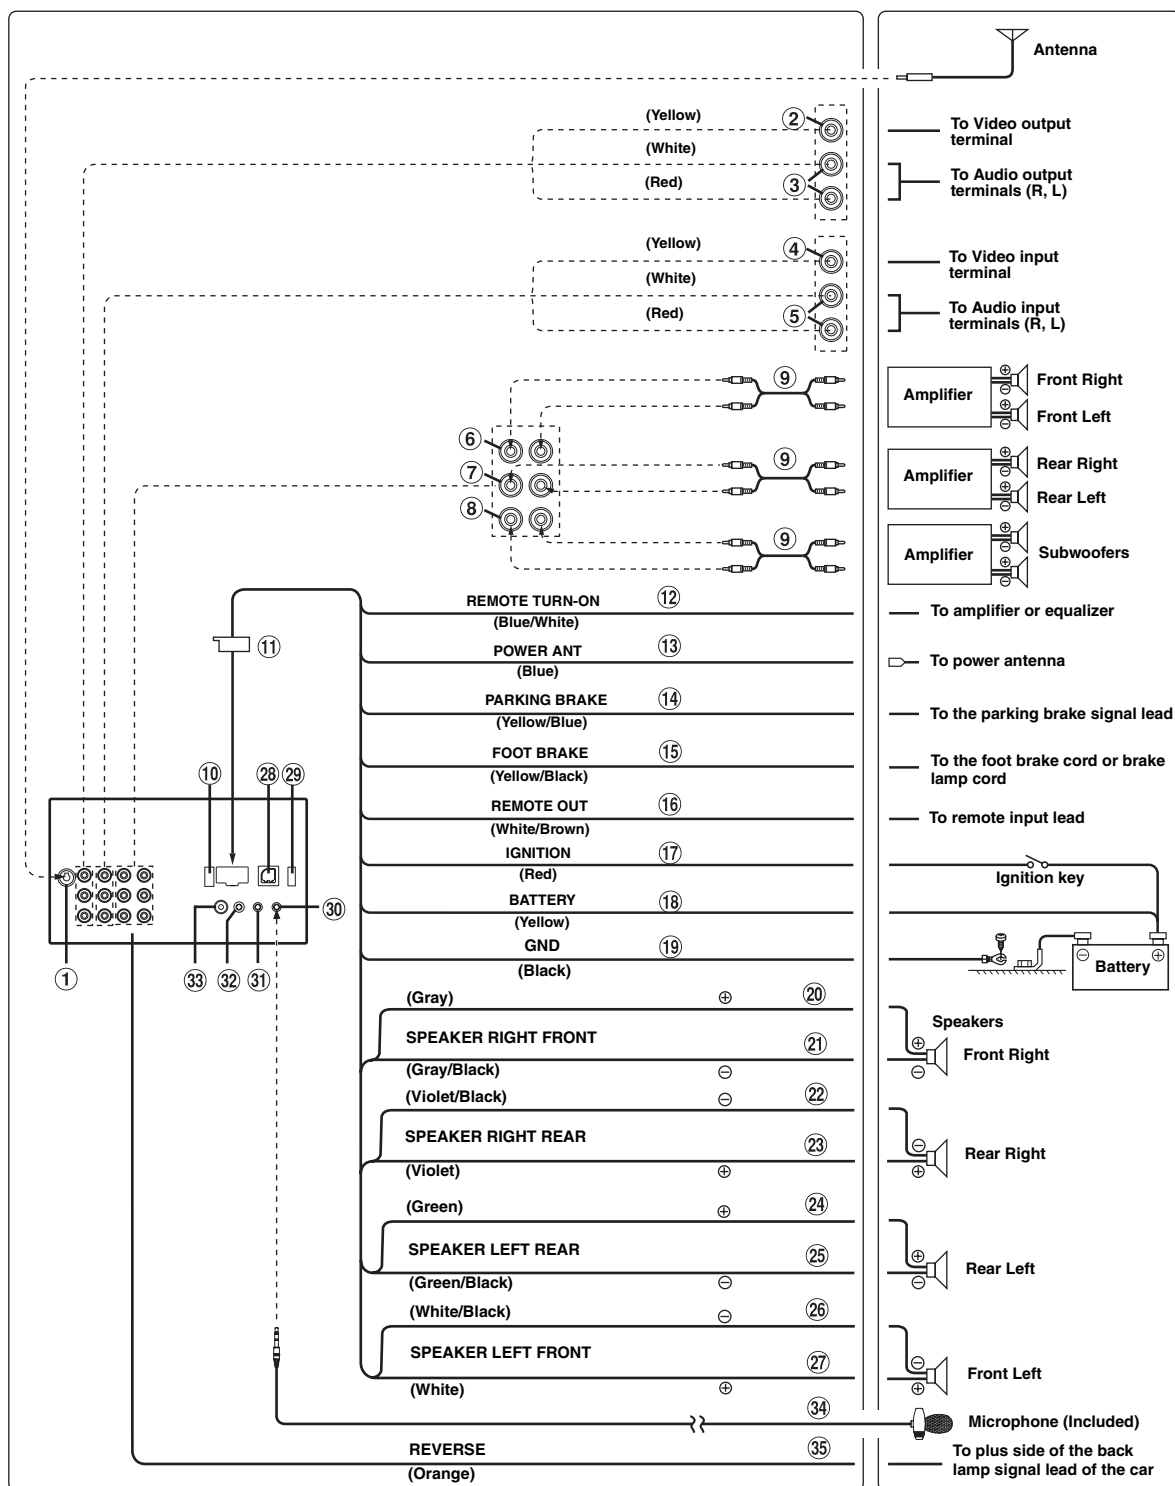 Antenna
(Yellow)
②
(White)
(Red)
③
To Video output
terminal
To Audio output
terminals (R, L)
(Yellow)
④
(White)
(Red)
⑤
To Video input
terminal
To Audio input
terminals (R, L)
⑨
Amplifier
⊕
⊖
Front Right
⊕
⊖
Front Left
⑥
⑦
⑧
⑨
Amplifier
⊕
⊖
Rear Right
⊕
⊖
Rear Left
⑨
Amplifier
⊕
⊖
⊕
⊖
Subwoofers
⑪
REMOTE TURN-ON
⑫
(Blue/White)
To amplifier or equalizer
POWER ANT
⑬
(Blue)
To power antenna
PARKING BRAKE
⑭
(Yellow/Blue)
To the parking brake signal lead
FOOT BRAKE
⑮
(Yellow/Black)
To the foot brake cord or brake
lamp cord
⑩ ㉘ ㉙
REMOTE OUT
⑯
(White/Brown)
To remote input lead
IGNITION
⑰
(Red)
Ignition key
BATTERY
⑱
(Yellow)
㉚
GND
⑲
(Black)
⊖ Battery ⊕
① ㉝ ㉜ ㉛
(Gray) ⊕ ⑳
SPEAKER RIGHT FRONT ㉑
(Gray/Black) ⊖
Speakers
⊕
⊖
Front Right
(Violet/Black) ⊖ ㉒
SPEAKER RIGHT REAR ㉓
(Violet) ⊕
⊖
⊕
Rear Right
(Green) ⊕ ㉔
SPEAKER LEFT REAR ㉕
(Green/Black) ⊖
⊕
⊖
Rear Left
(White/Black) ⊖ ㉖
SPEAKER LEFT FRONT ㉗
(White) ⊕
⊖
⊕
Front Left
㉞
Microphone (Included)
REVERSE ㉟
(Orange)
To plus side of the back
lamp signal lead of the car